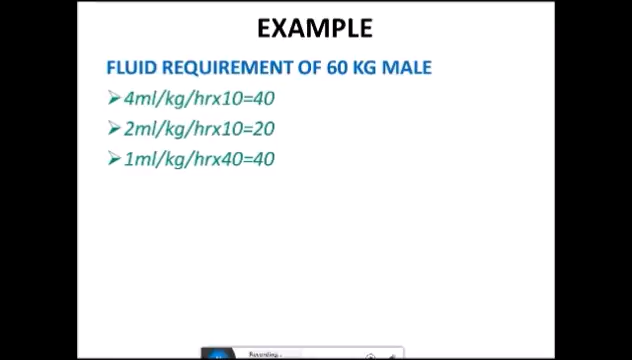 EXAMPLE
FLUID REQUIREMENT OF 60 KG MALE
➢4ml/kg/hrx10=40
➢2ml/kg/hrx10=20
➢1ml/kg/hrx40=40
Recording...